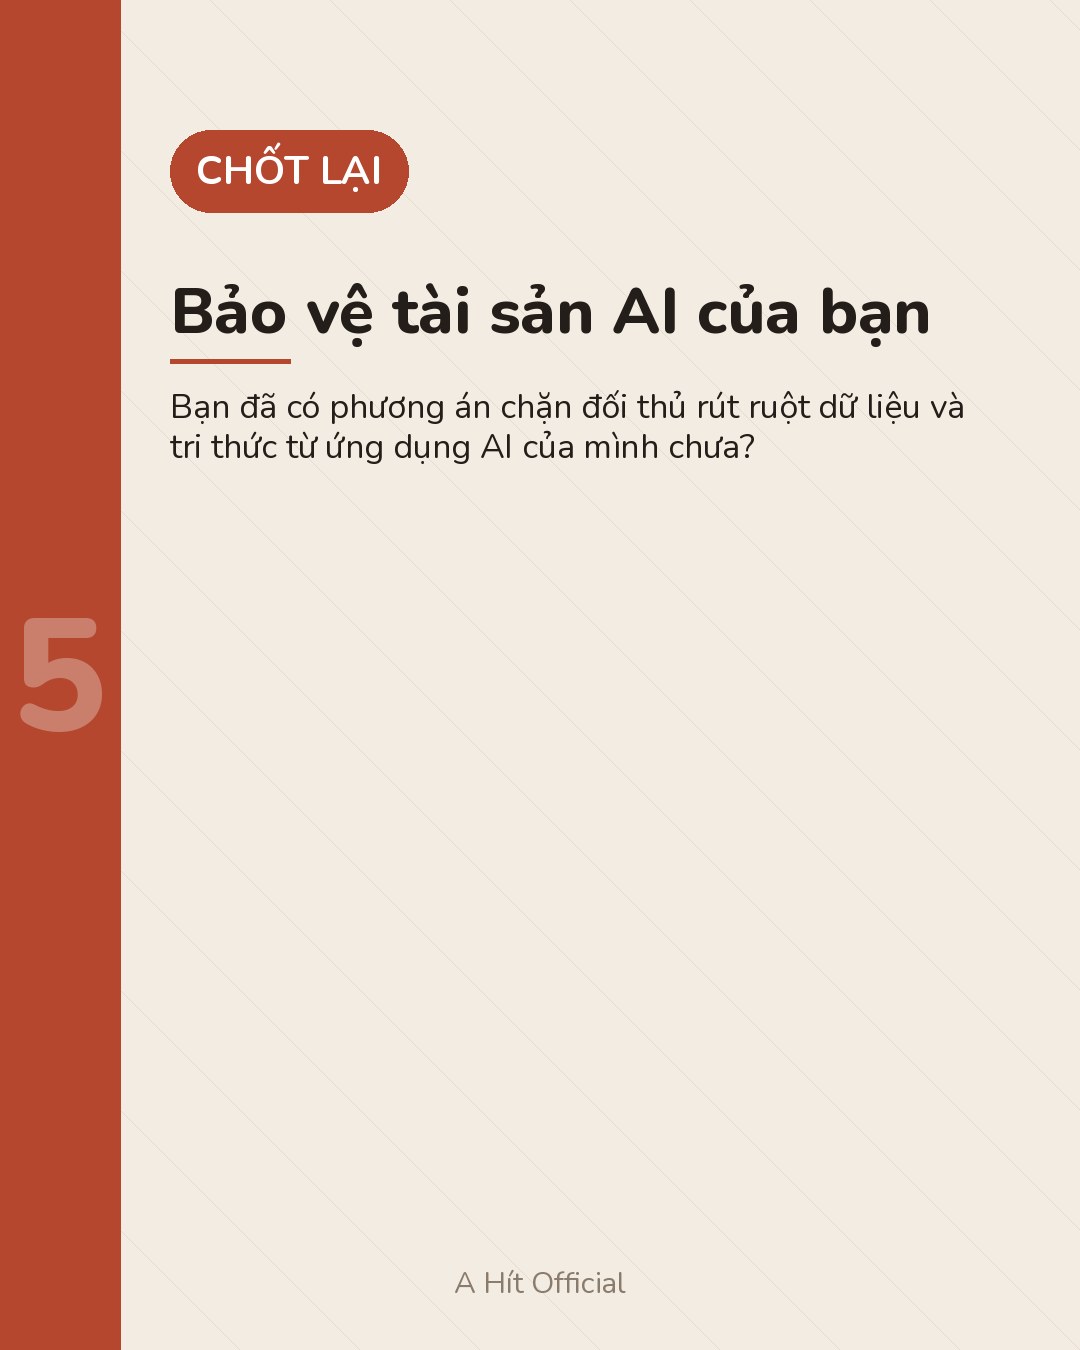 CHỐT LẠI
Bảo vệ tài sản AI của bạn
Bạn đã có phương án chặn đối thủ rút ruột dữ liệu và
tri thức từ ứng dụng AI của mình chưa?
5
A Hít Official